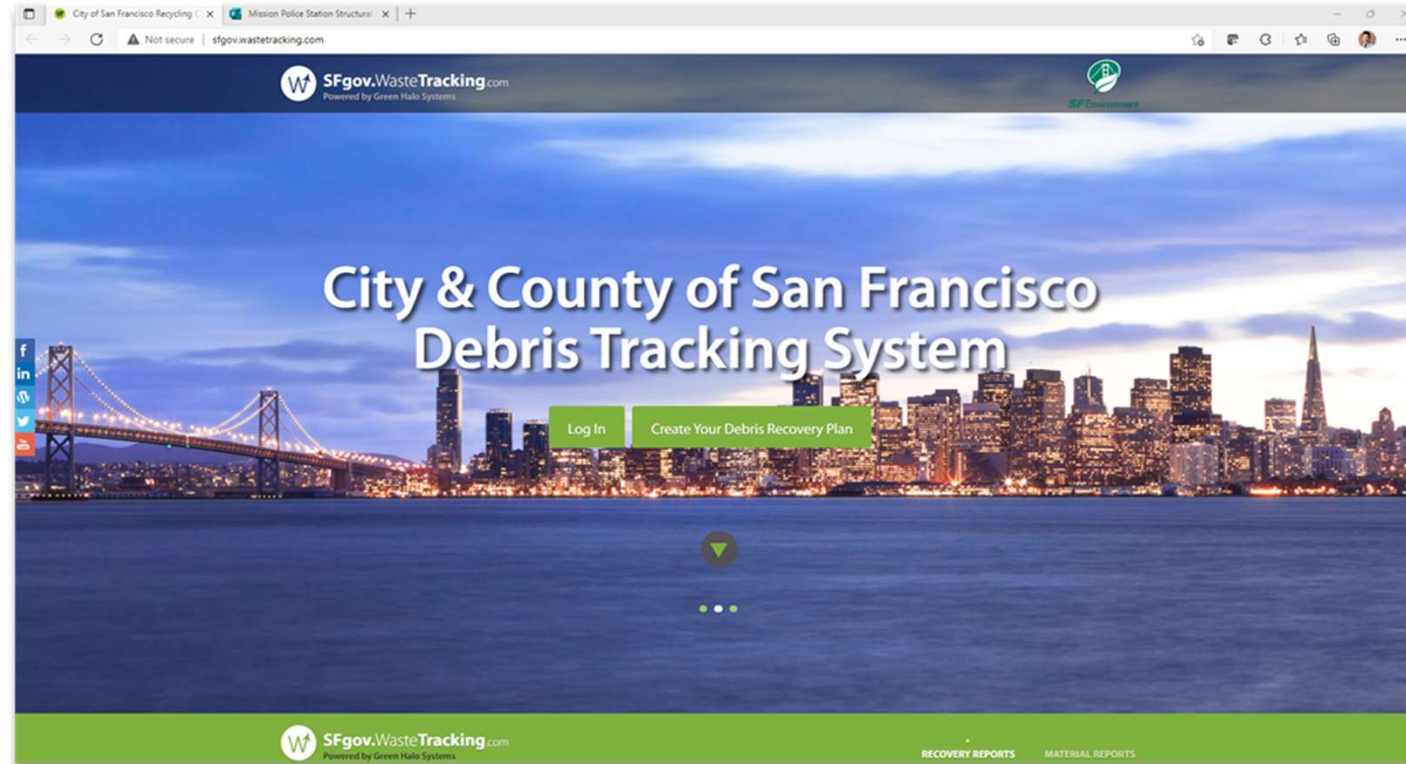 City of San Francisco Recycling C
Mission Police Station Structural
Not secure | sfgov.wastetracking.com
SFgov.WasteTracking.com
Powered by Green Halo Systems
SF Environment
City & County of San Francisco
Debris Tracking System
f
in
Log In
Create Your Debris Recovery Plan
SFgov.WasteTracking.com
Powered by Green Halo Systems
RECOVERY REPORTS
MATERIAL REPORTS